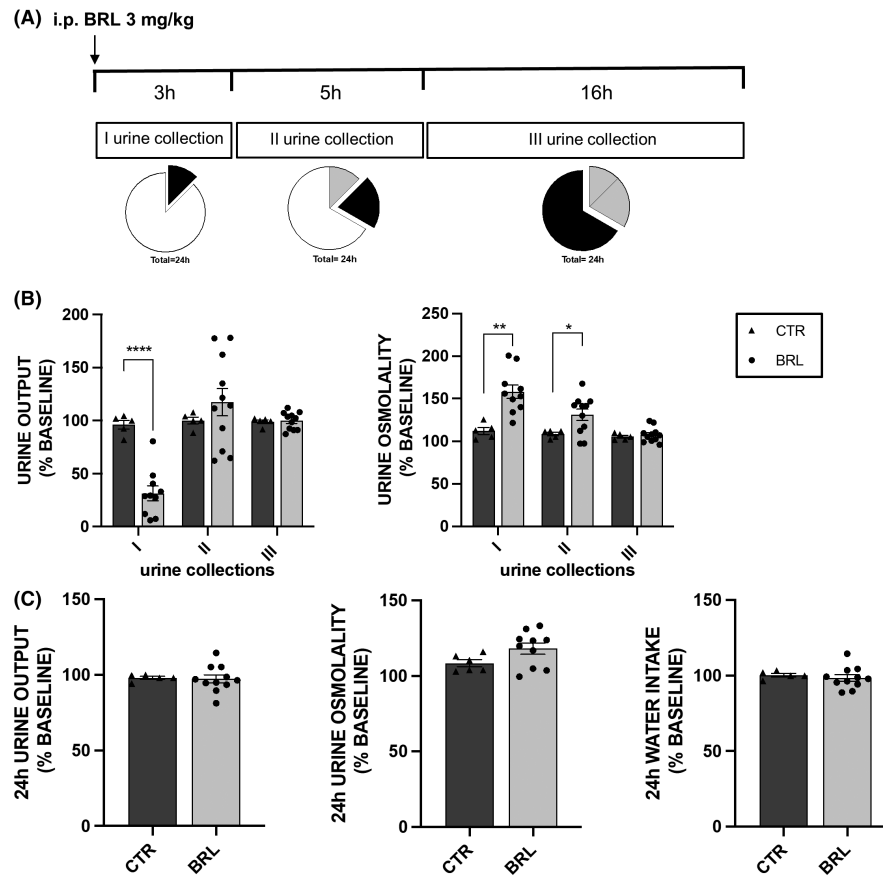 (A) i.p. BRL 3 mg/kg
3h 5h 16h
I urine collection II urine collection III urine collection
Total=24h Total= 24h Total= 24h
(B)
URINE OUTPUT
(% BASELINE)
200
150
100
50
0
****
I II III
urine collections
URINE OSMOLALITY
(% BASELINE)
250
200
150
100
50
0
** *
I II III
urine collections
CTR
BRL
(C)
24h URINE OUTPUT
(% BASELINE)
150
100
50
0
CTR BRL
24h URINE OSMOLALITY
(% BASELINE)
150
100
50
0
CTR BRL
24h WATER INTAKE
(% BASELINE)
150
100
50
0
CTR BRL